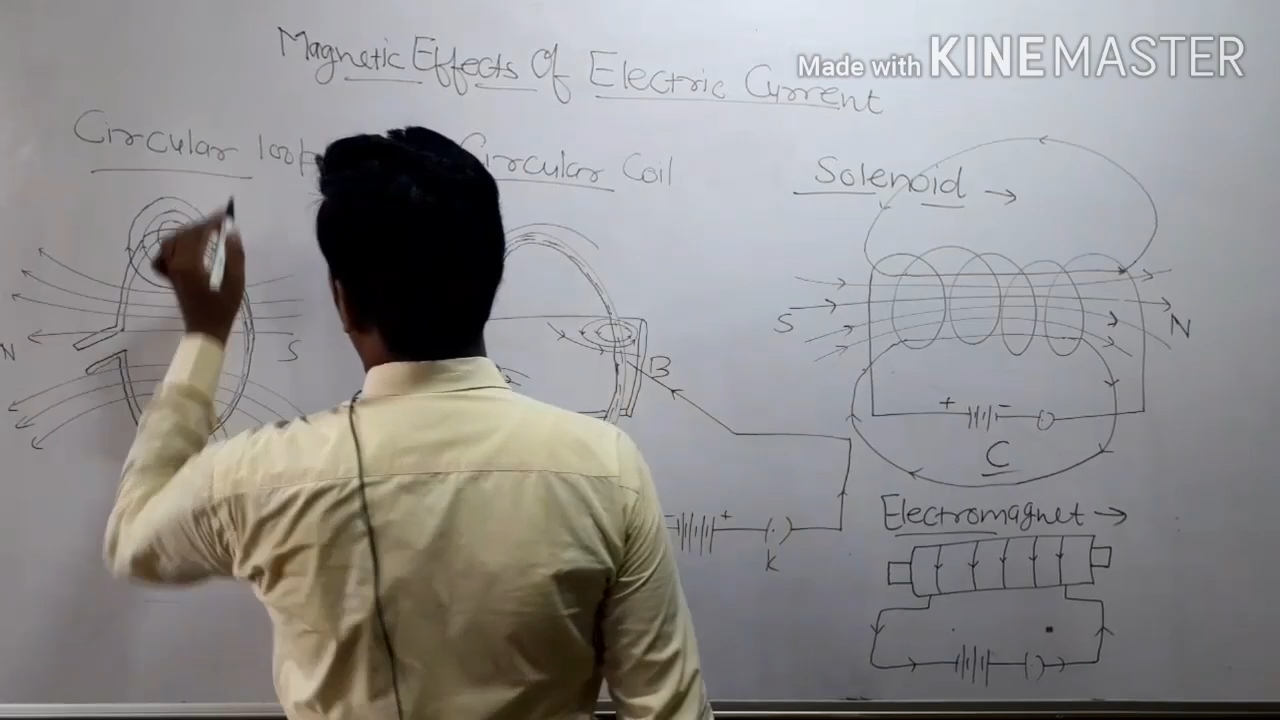 Magnetic Effects Of Electric Current
Made with KINEMASTER
Circular loop
Circular Coil
Solenoid →
N
S
B
S
N
+
-
C
Electromagnet →
+
K